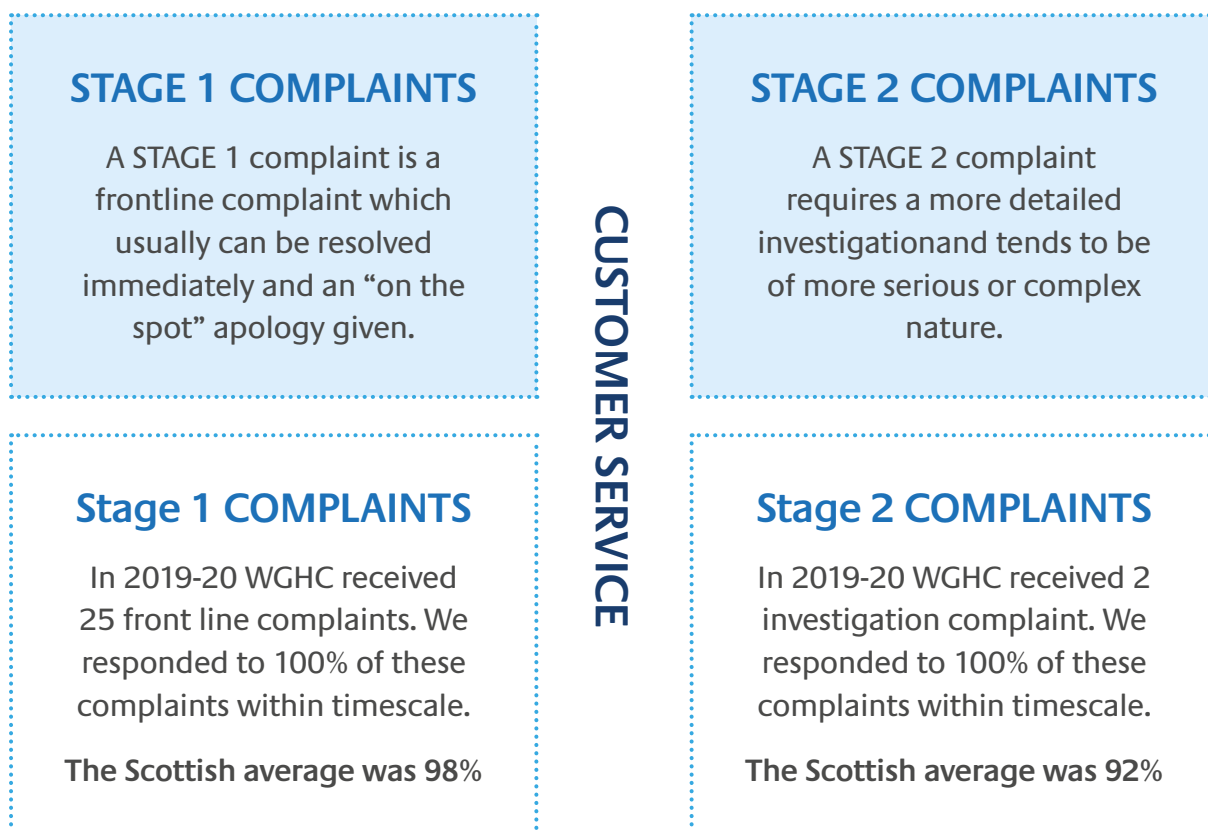 STAGE 1 COMPLAINTS
A STAGE 1 complaint is a
frontline complaint which
usually can be resolved
immediately and an “on the
spot” apology given.
STAGE 2 COMPLAINTS
A STAGE 2 complaint
requires a more detailed
investigationand tends to be
of more serious or complex
nature.
CUSTOMER SERVICE
Stage 1 COMPLAINTS
In 2019-20 WGHC received
25 front line complaints. We
responded to 100% of these
complaints within timescale.
The Scottish average was 98%
Stage 2 COMPLAINTS
In 2019-20 WGHC received 2
investigation complaint. We
responded to 100% of these
complaints within timescale.
The Scottish average was 92%